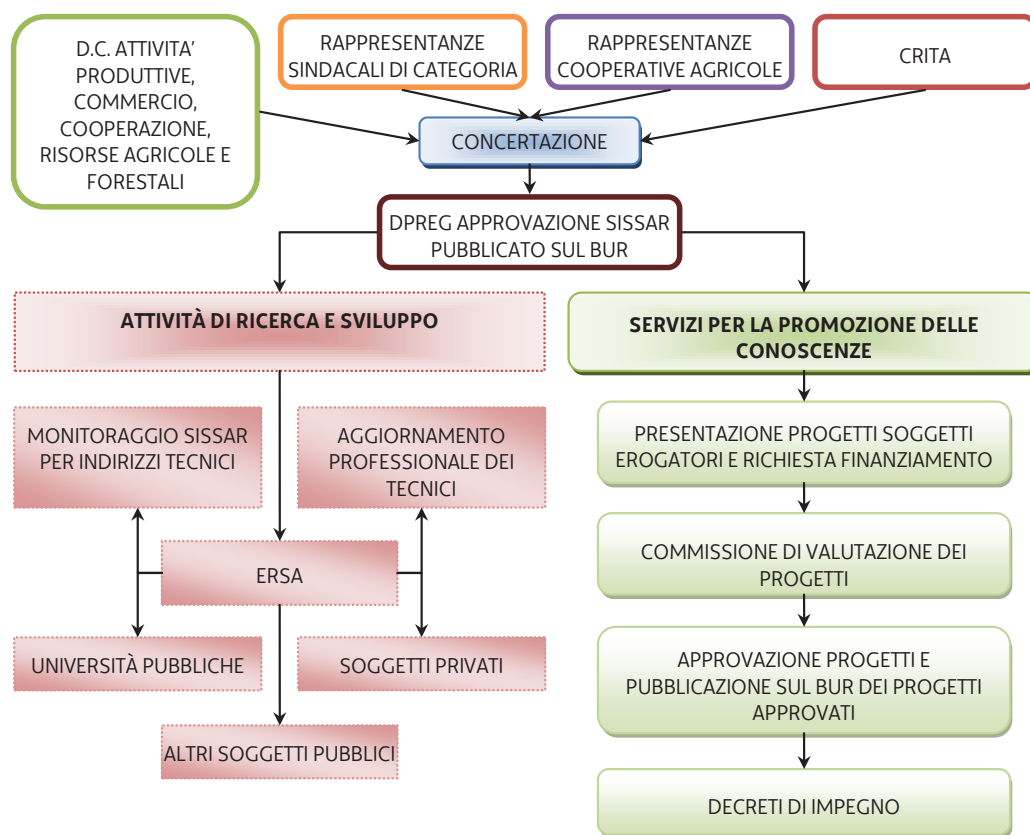 D.C. ATTIVITA’
PRODUTTIVE,
COMMERCIO,
COOPERAZIONE,
RISORSE AGRICOLE E
FORESTALI
RAPPRESENTANZE
SINDACALI DI CATEGORIA
RAPPRESENTANZE
COOPERATIVE AGRICOLE
CRITA
CONCERTAZIONE
DPREG APPROVAZIONE SISSAR
PUBBLICATO SUL BUR
ATTIVITÀ DI RICERCA E SVILUPPO
MONITORAGGIO SISSAR
PER INDIRIZZI TECNICI
AGGIORNAMENTO
PROFESSIONALE DEI
TECNICI
ERSA
UNIVERSITÀ PUBBLICHE
SOGGETTI PRIVATI
ALTRI SOGGETTI PUBBLICI
SERVIZI PER LA PROMOZIONE DELLE
CONOSCENZE
PRESENTAZIONE PROGETTI SOGGETTI
EROGATORI E RICHIESTA FINANZIAMENTO
COMMISSIONE DI VALUTAZIONE DEI
PROGETTI
APPROVAZIONE PROGETTI E
PUBBLICAZIONE SUL BUR DEI PROGETTI
APPROVATI
DECRETI DI IMPEGNO